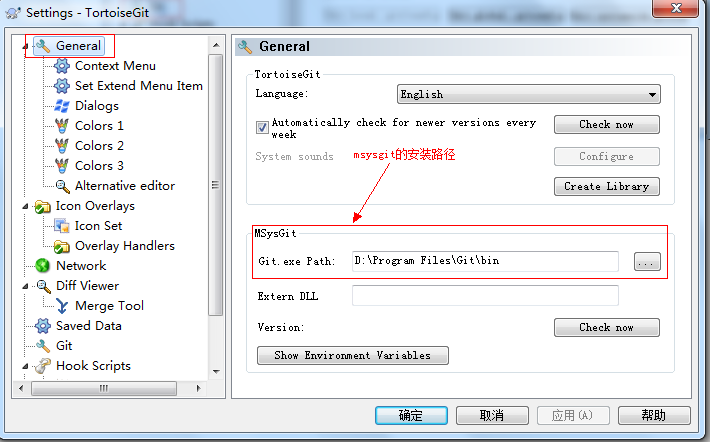 Settings - TortoiseGit
General
Context Menu
Set Extend Menu Item
Dialogs
Colors 1
Colors 2
Colors 3
Alternative editor
Icon Overlays
Icon Set
Overlay Handlers
Network
Diff Viewer
Merge Tool
Saved Data
Git
Hook Scripts
General
TortoiseGit
Language:
English
Automatically check for newer versions every
week
Check now
System sounds
msysgit的安装路径
Configure
Create Library
MSysGit
Git.exe Path:
D:\Program Files\Git\bin
...
Extern DLL
Version:
Check now
Show Environment Variables
确定
取消
应用(A)
帮助